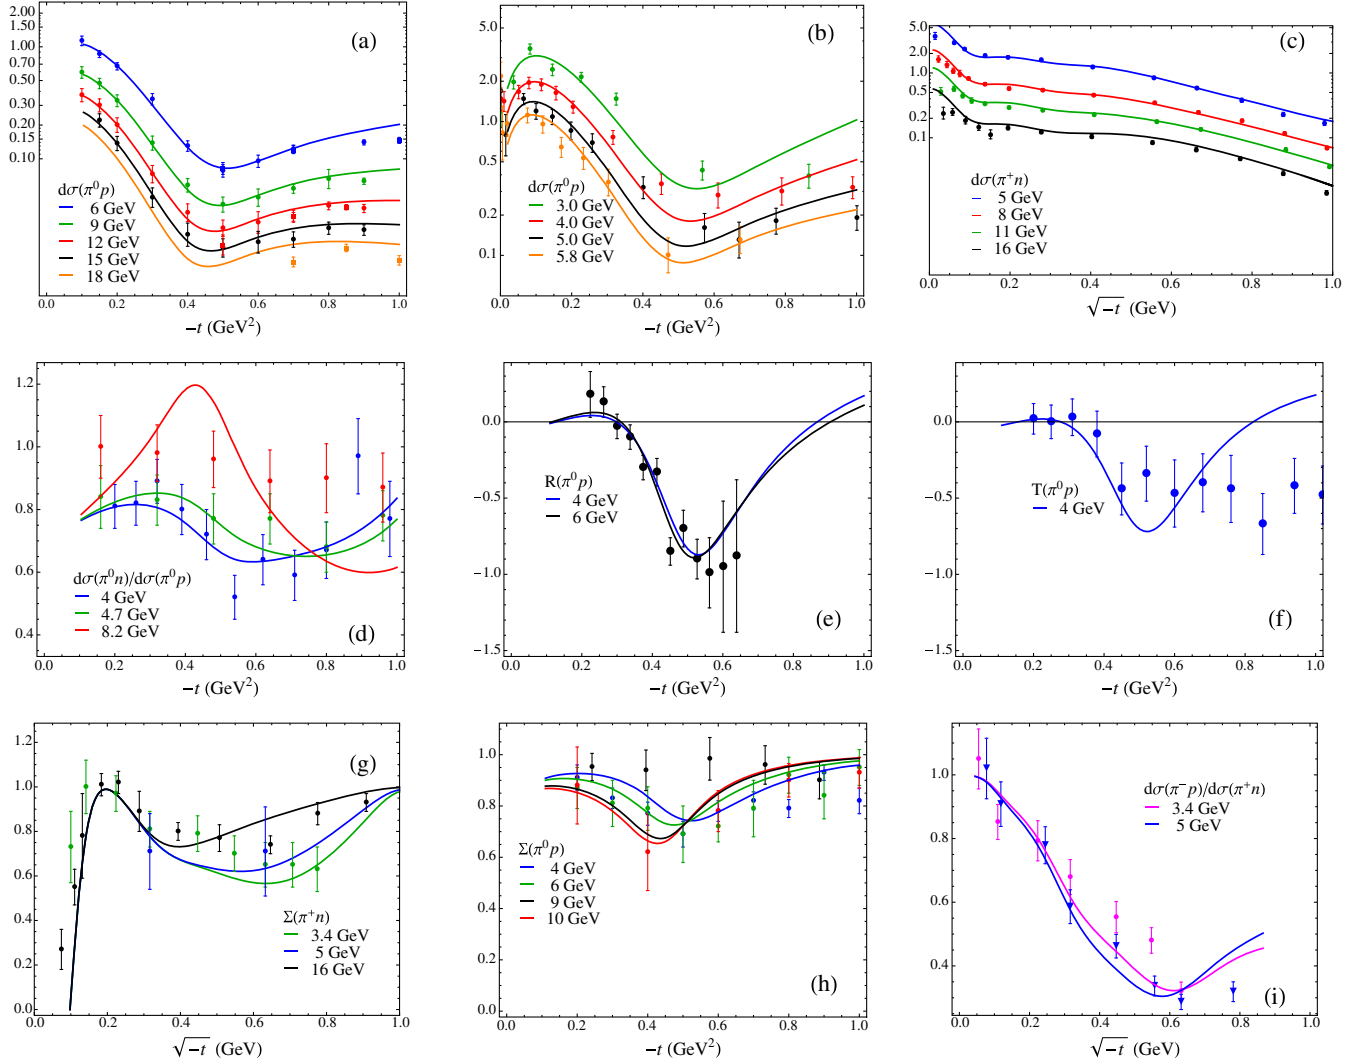 2.00
1.50
1.00
0.70
0.50
0.30
0.20
0.15
0.10
(a)
dσ(π⁰p)
6 GeV
9 GeV
12 GeV
15 GeV
18 GeV
0.0 0.2 0.4 0.6 0.8 1.0
−t (GeV²)
5.0
2.0
1.0
0.5
0.2
0.1
(b)
dσ(π⁰p)
3.0 GeV
4.0 GeV
5.0 GeV
5.8 GeV
0.0 0.2 0.4 0.6 0.8 1.0
−t (GeV²)
5.0
2.0
1.0
0.5
0.2
0.1
(c)
dσ(π⁺n)
5 GeV
8 GeV
11 GeV
16 GeV
0.0 0.2 0.4 0.6 0.8 1.0
√−t (GeV)
1.2
1.0
0.8
0.6
0.4
dσ(π⁰n)/dσ(π⁰p)
4 GeV
4.7 GeV
8.2 GeV
(d)
0.0 0.2 0.4 0.6 0.8 1.0
−t (GeV²)
0.0
−0.5
−1.0
−1.5
R(π⁰p)
4 GeV
6 GeV
(e)
0.0 0.2 0.4 0.6 0.8 1.0
−t (GeV²)
0.0
−0.5
−1.0
−1.5
T(π⁰p)
4 GeV
(f)
0.0 0.2 0.4 0.6 0.8 1.0
−t (GeV²)
1.2
1.0
0.8
0.6
0.4
0.2
0.0
(g)
Σ(π⁺n)
3.4 GeV
5 GeV
16 GeV
0.0 0.2 0.4 0.6 0.8 1.0
√−t (GeV)
1.0
0.8
0.6
0.4
0.2
0.0
Σ(π⁰p)
4 GeV
6 GeV
9 GeV
10 GeV
(h)
0.0 0.2 0.4 0.6 0.8 1.0
−t (GeV²)
1.0
0.8
0.6
0.4
dσ(π⁻p)/dσ(π⁺n)
3.4 GeV
5 GeV
(i)
0.0 0.2 0.4 0.6 0.8 1.0
√−t (GeV)